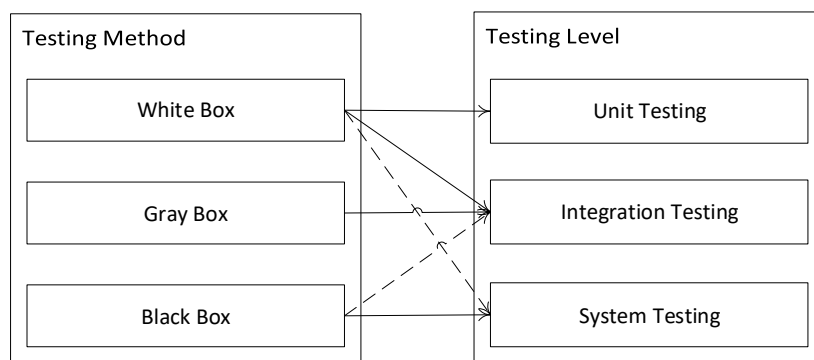 Testing Method
White Box
Gray Box
Black Box
Testing Level
Unit Testing
Integration Testing
System Testing